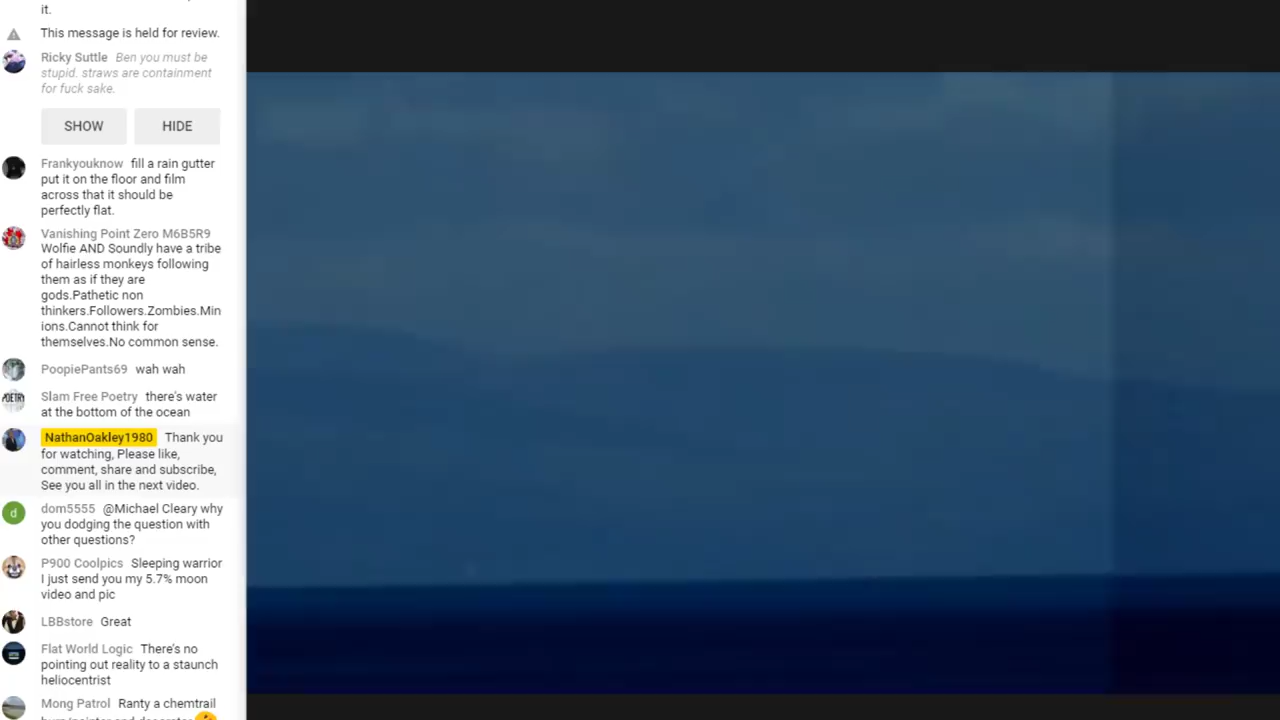 it.
This message is held for review.
Ricky Suttle Ben you must be
stupid. straws are containment
for fuck sake.
SHOW HIDE
Frankyouknow fill a rain gutter
put it on the floor and film
across that it should be
perfectly flat.
Vanishing Point Zero M6B5R9
Wolfie AND Soundly have a tribe
of hairless monkeys following
them as if they are
gods.Pathetic non
thinkers.Followers.Zombies.Min
ions.Cannot think for
themselves.No common sense.
PoopiePants69 wah wah
POETRY
Slam Free Poetry there's water
at the bottom of the ocean
NathanOakley1980 Thank you
for watching, Please like,
comment, share and subscribe,
See you all in the next video.
d
dom5555 @Michael Cleary why
you dodging the question with
other questions?
P900 Coolpics Sleeping warrior
I just send you my 5.7% moon
video and pic
LBBstore Great
Flat World Logic There's no
pointing out reality to a staunch
heliocentrist
Mong Patrol Ranty a chemtrail